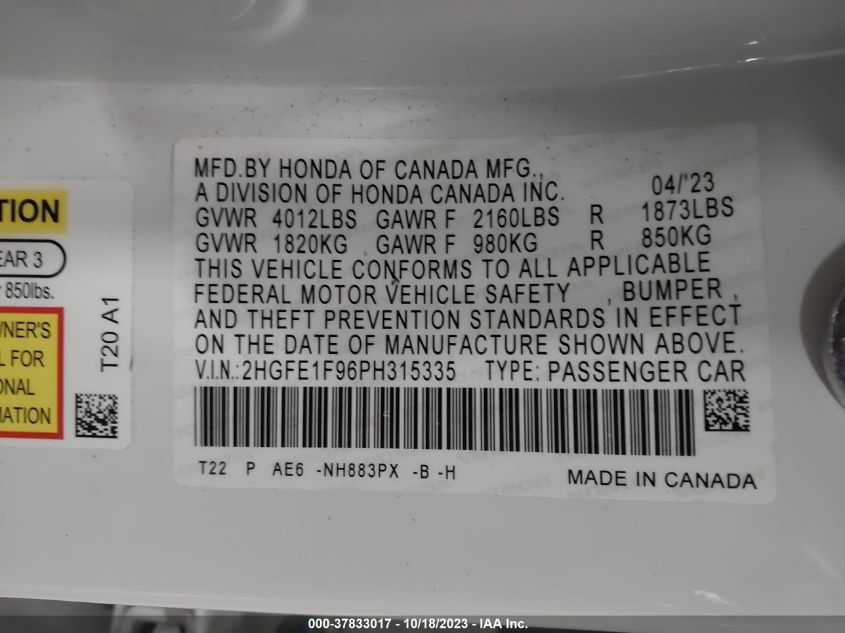 TION
EAR 3
850lbs.
WNER'S
L FOR
ONAL
MATION
T20 A1
MFD.BY HONDA OF CANADA MFG.,
A DIVISION OF HONDA CANADA INC. 04/'23
GVWR 4012LBS GAWR F 2160LBS R 1873LBS
GVWR 1820KG GAWR F 980KG R 850KG
THIS VEHICLE CONFORMS TO ALL APPLICABLE
FEDERAL MOTOR VEHICLE SAFETY , BUMPER ,
AND THEFT PREVENTION STANDARDS IN EFFECT
ON THE DATE OF MANUFACTURE SHOWN ABOVE.
V.I.N.:2HGFE1F96PH315335 TYPE: PASSENGER CAR
T22 P AE6 -NH883PX -B -H
MADE IN CANADA
000-37833017 - 10/18/2023 - IAA Inc.